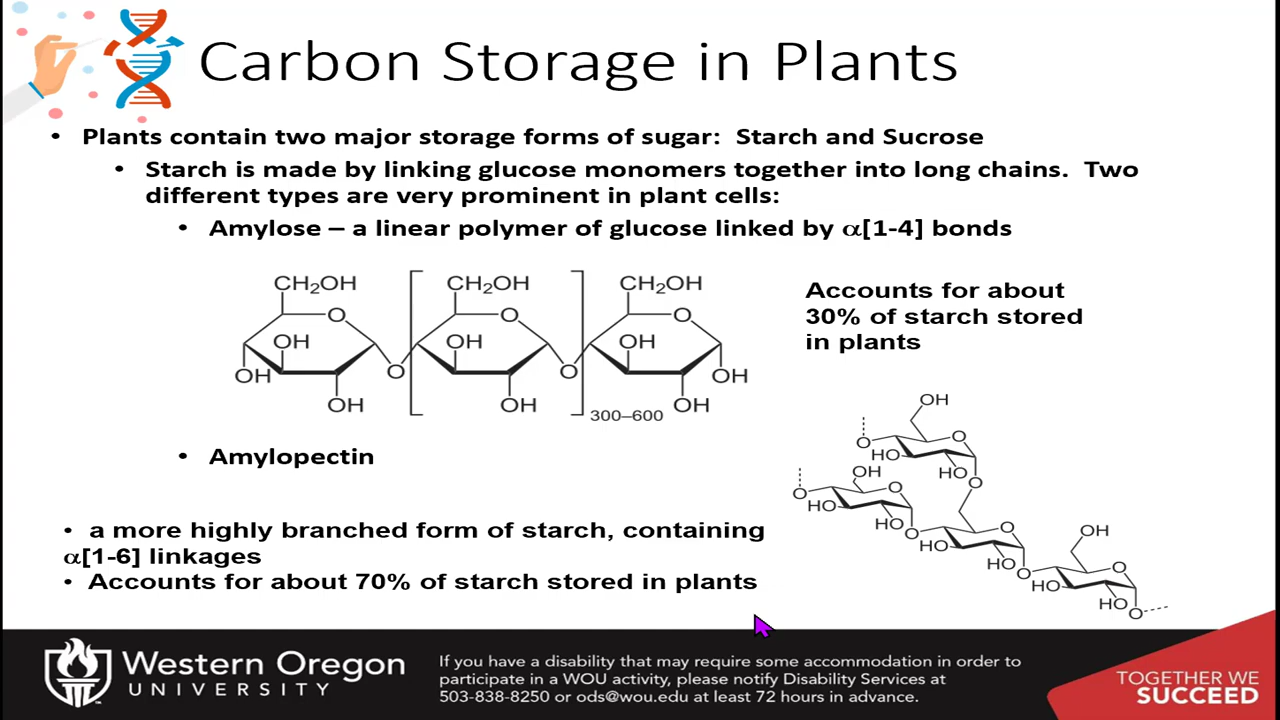 Carbon Storage in Plants
• Plants contain two major storage forms of sugar: Starch and Sucrose
• Starch is made by linking glucose monomers together into long chains. Two
different types are very prominent in plant cells:
• Amylose – a linear polymer of glucose linked by α[1-4] bonds
CH₂OH CH₂OH CH₂OH
O O O
OH OH OH
OH O O OH
OH OH OH
300–600
Accounts for about
30% of starch stored
in plants
• Amylopectin
• a more highly branched form of starch, containing
α[1-6] linkages
• Accounts for about 70% of starch stored in plants
OH
O O
HO
HO O
OH
O O
HO
HO O
O
HO
HO O
OH
O
HO
HO O
Western Oregon
UNIVERSITY
If you have a disability that may require some accommodation in order to
participate in a WOU activity, please notify Disability Services at
503-838-8250 or ods@wou.edu at least 72 hours in advance.
TOGETHER WE
SUCCEED